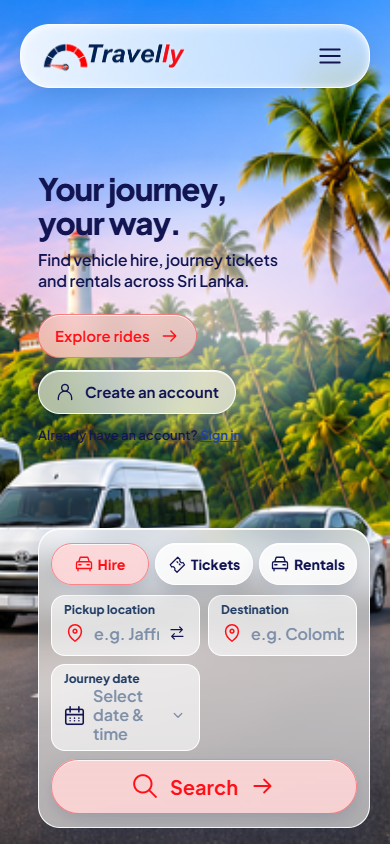 Travelly
Your journey,
your way.
Find vehicle hire, journey tickets
and rentals across Sri Lanka.
Explore rides
Create an account
Already have an account? Sign in
Hire
Tickets
Rentals
Pickup location
Destination
e.g. Jaffn
e.g. Colomb
Journey date
Select
date &
time
Search